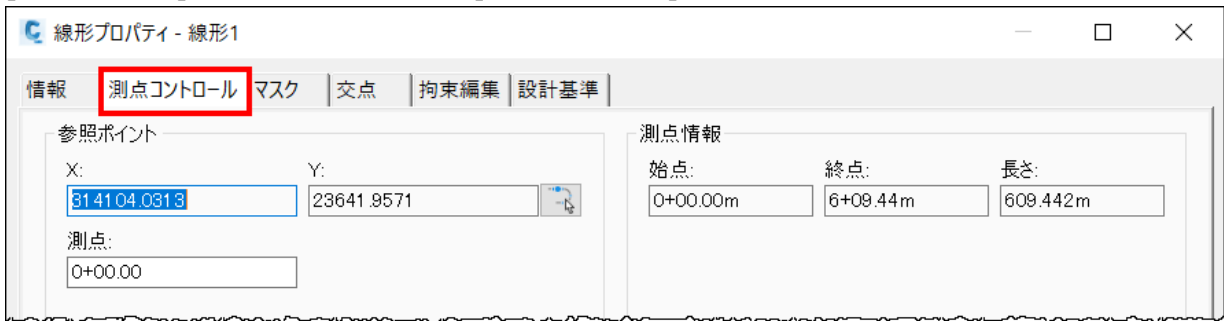 線形プロパティ - 線形1
情報 測点コントロール マスク 交点 拘束編集 設計基準
参照ポイント
X: Y:
314104.0313 23641.9571
測点:
0+00.00
測点情報
始点: 終点: 長さ:
0+00.00m 6+09.44m 609.442m